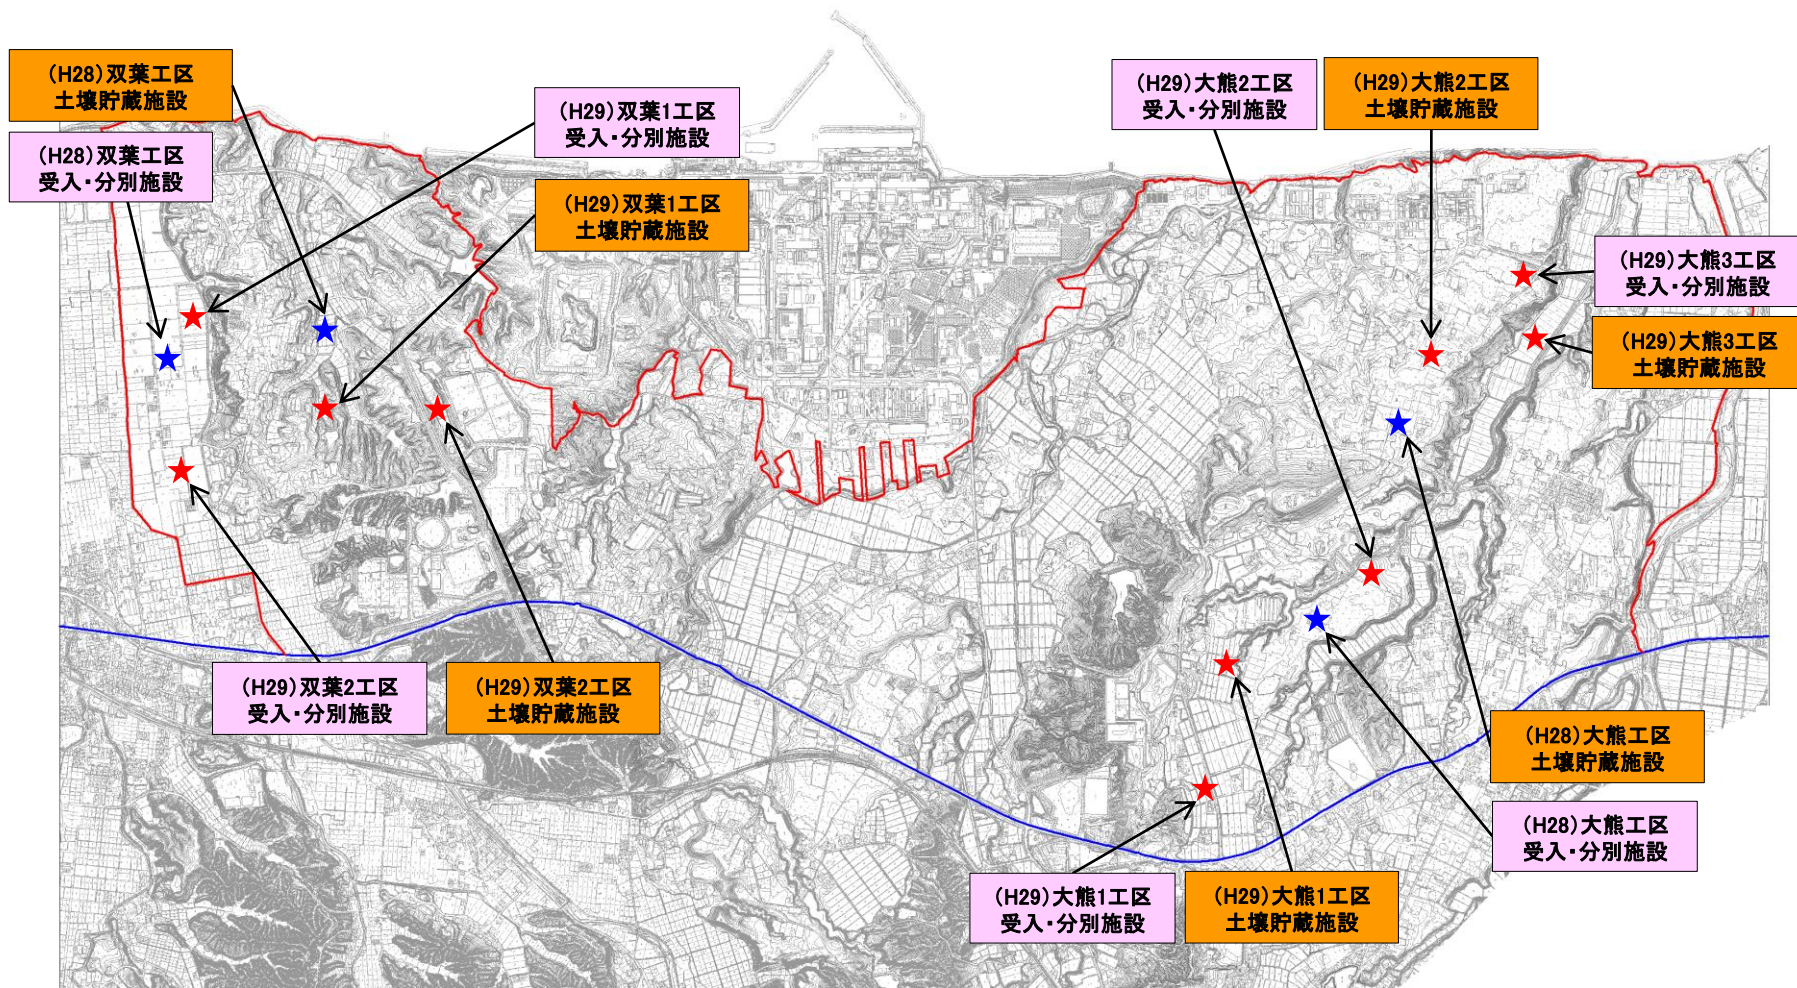 (H28)双葉工区
土壌貯蔵施設
(H28)双葉工区
受入・分別施設
(H29)双葉1工区
受入・分別施設
(H29)双葉1工区
土壌貯蔵施設
(H29)大熊2工区
受入・分別施設
(H29)大熊2工区
土壌貯蔵施設
(H29)大熊3工区
受入・分別施設
(H29)大熊3工区
土壌貯蔵施設
(H29)双葉2工区
受入・分別施設
(H29)双葉2工区
土壌貯蔵施設
(H28)大熊工区
土壌貯蔵施設
(H28)大熊工区
受入・分別施設
(H29)大熊1工区
受入・分別施設
(H29)大熊1工区
土壌貯蔵施設